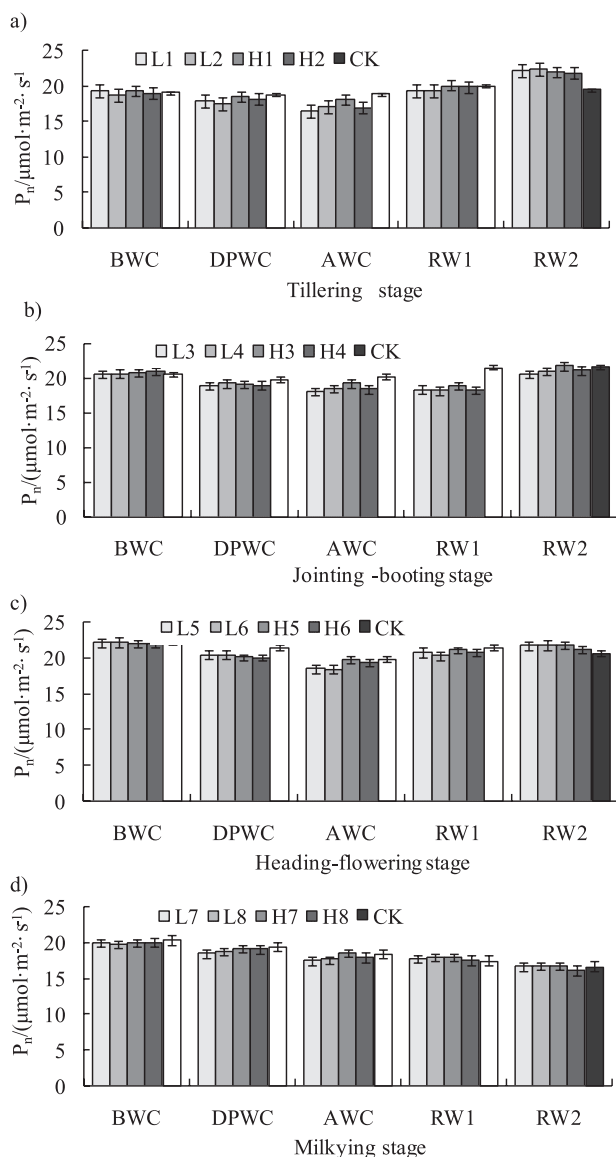 a)
L1 L2 H1 H2 CK
Pn/μmol·m-2· s-1
25
20
15
10
5
0
BWC DPWC AWC RW1 RW2
Tillering stage
b)
L3 L4 H3 H4 CK
Pn/(μmol·m-2· s-1)
25
20
15
10
5
0
BWC DPWC AWC RW1 RW2
Jointing -booting stage
c)
L5 L6 H5 H6 CK
Pn/(μmol·m-2· s-1)
25
20
15
10
5
0
BWC DPWC AWC RW1 RW2
Heading-flowering stage
d)
L7 L8 H7 H8 CK
Pn/(μmol·m-2· s-1)
25
20
15
10
5
0
BWC DPWC AWC RW1 RW2
Milkying stage